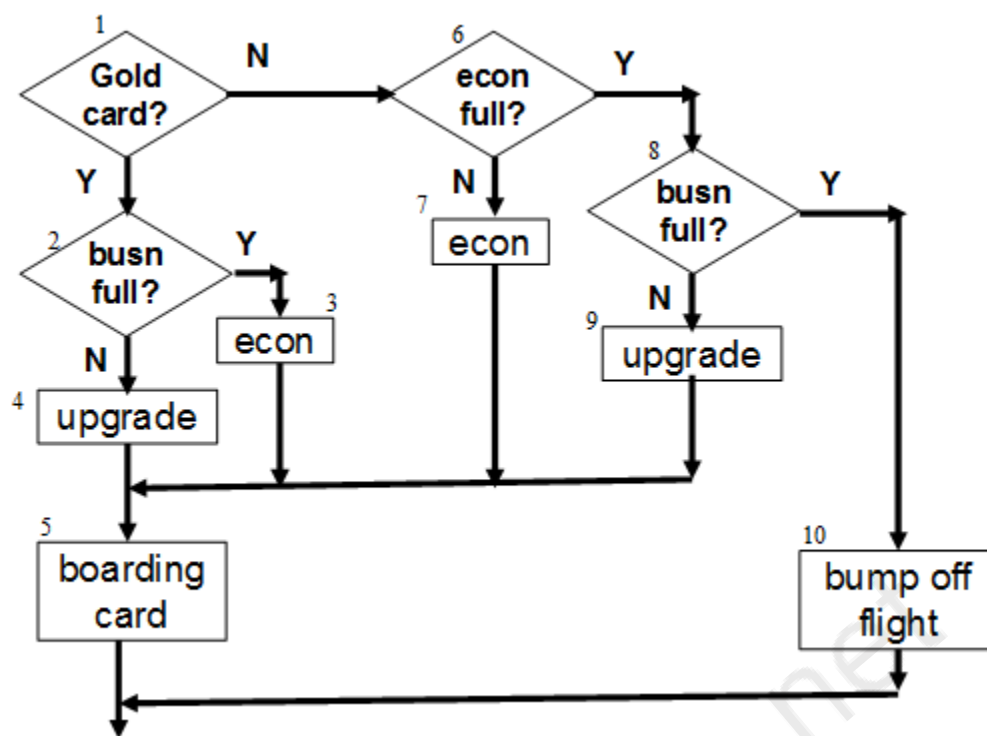 1
Gold
card?
N
6
econ
full?
Y
8
busn
full?
Y
Y
N
7
econ
2
busn
full?
Y
3
econ
N
9
upgrade
N
4
upgrade
5
boarding
card
10
bump off
flight
net